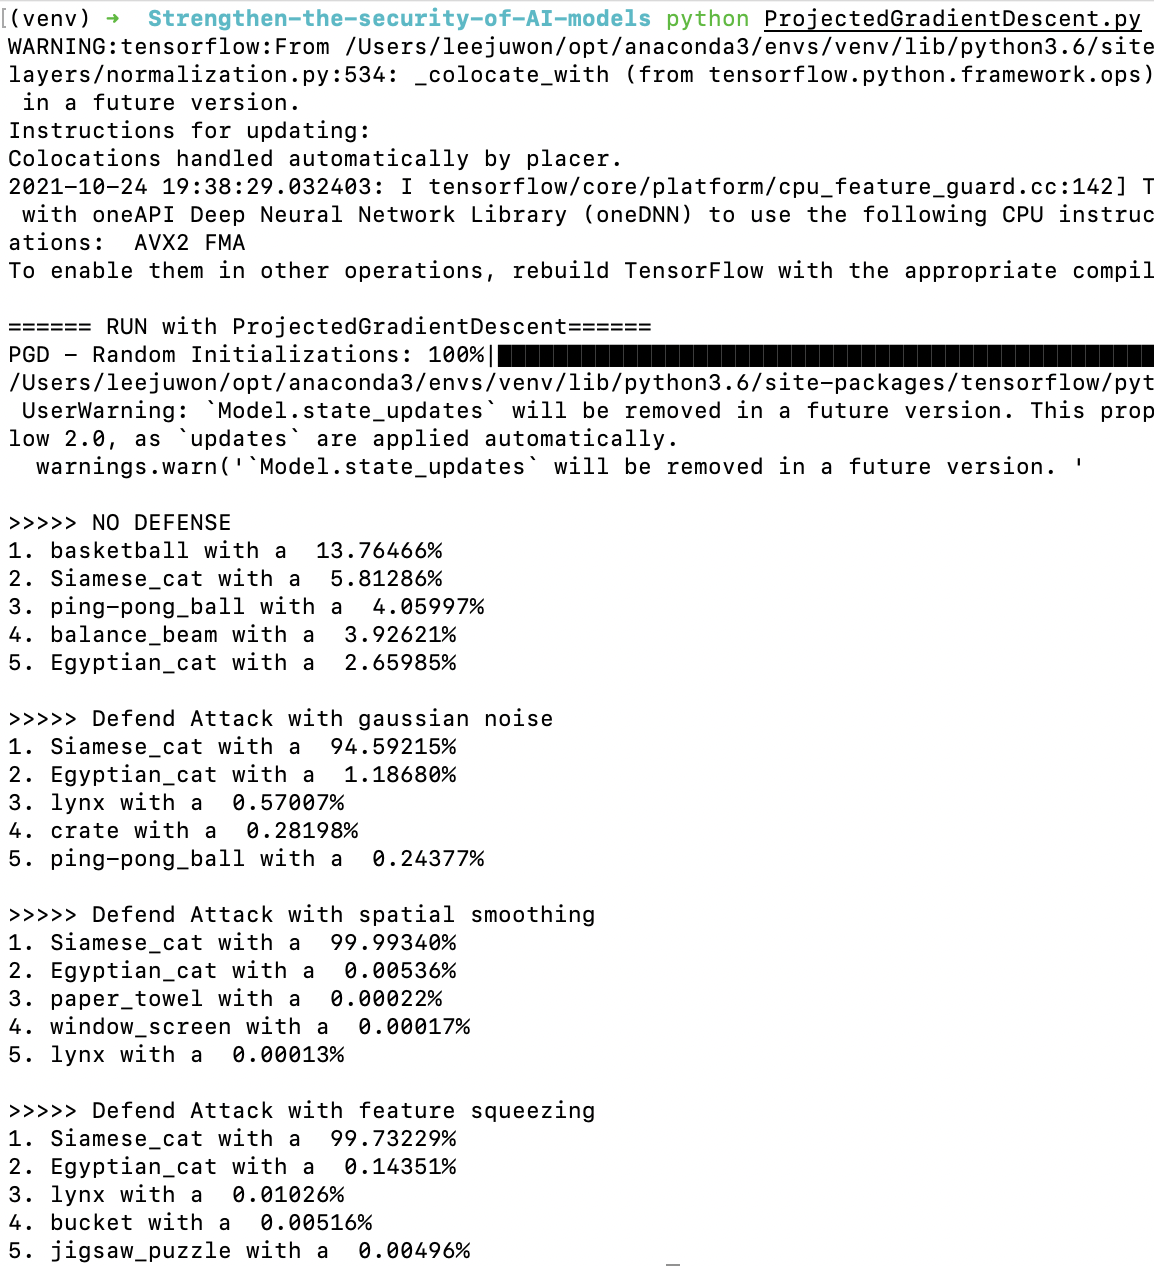 [(venv) ➜  Strengthen-the-security-of-AI-models python ProjectedGradientDescent.py
WARNING:tensorflow:From /Users/leejuwon/opt/anaconda3/envs/venv/lib/python3.6/site
layers/normalization.py:534: _colocate_with (from tensorflow.python.framework.ops)
 in a future version.
Instructions for updating:
Colocations handled automatically by placer.
2021-10-24 19:38:29.032403: I tensorflow/core/platform/cpu_feature_guard.cc:142] T
 with oneAPI Deep Neural Network Library (oneDNN) to use the following CPU instruc
ations:  AVX2 FMA
To enable them in other operations, rebuild TensorFlow with the appropriate compil

====== RUN with ProjectedGradientDescent======
PGD - Random Initializations: 100%|
/Users/leejuwon/opt/anaconda3/envs/venv/lib/python3.6/site-packages/tensorflow/pyt
 UserWarning: `Model.state_updates` will be removed in a future version. This prop
low 2.0, as `updates` are applied automatically.
  warnings.warn('`Model.state_updates` will be removed in a future version. '

>>>>> NO DEFENSE
1. basketball with a  13.76466%
2. Siamese_cat with a  5.81286%
3. ping-pong_ball with a  4.05997%
4. balance_beam with a  3.92621%
5. Egyptian_cat with a  2.65985%

>>>>> Defend Attack with gaussian noise
1. Siamese_cat with a  94.59215%
2. Egyptian_cat with a  1.18680%
3. lynx with a  0.57007%
4. crate with a  0.28198%
5. ping-pong_ball with a  0.24377%

>>>>> Defend Attack with spatial smoothing
1. Siamese_cat with a  99.99340%
2. Egyptian_cat with a  0.00536%
3. paper_towel with a  0.00022%
4. window_screen with a  0.00017%
5. lynx with a  0.00013%

>>>>> Defend Attack with feature squeezing
1. Siamese_cat with a  99.73229%
2. Egyptian_cat with a  0.14351%
3. lynx with a  0.01026%
4. bucket with a  0.00516%
5. jigsaw_puzzle with a  0.00496%